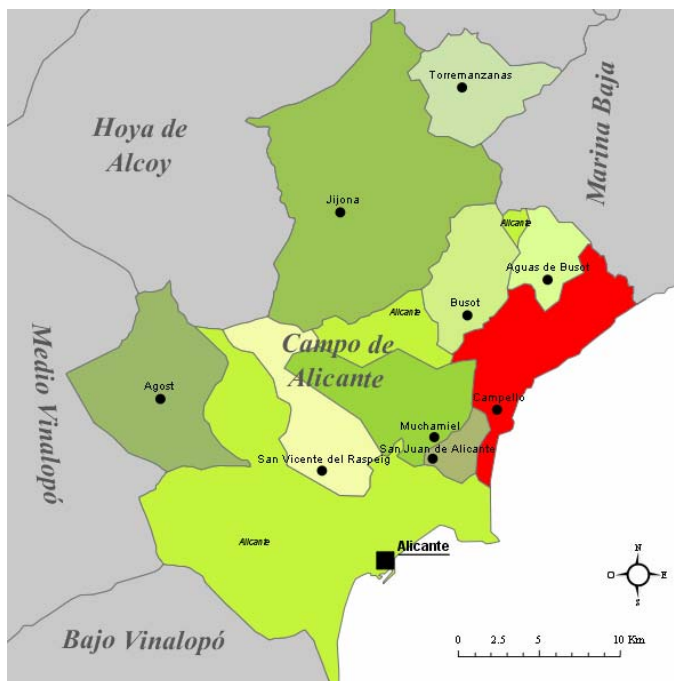 Torremanzanas
Hoya de
Alcoy
Marina Baja
Jijona
Alicante
Aguas de Busot
Busot
Alicante
Campo de
Alicante
Medio Vinalopó
Agost
Campello
Muchamiel
San Juan de Alicante
San Vicente del Raspeig
Alicante
Alicante
N
O
E
S
Bajo Vinalopó
0 2.5 5 10 Km